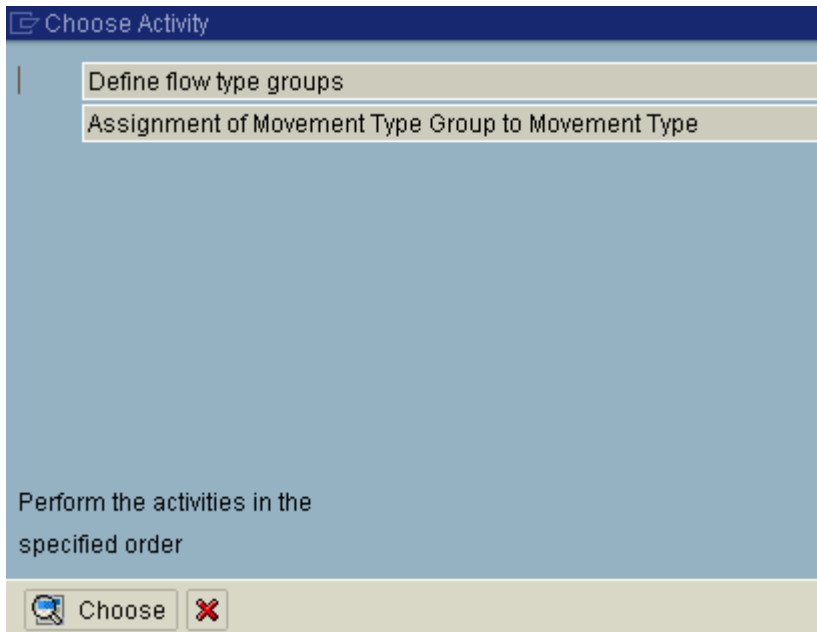 Choose Activity
Define flow type groups
Assignment of Movement Type Group to Movement Type
Perform the activities in the
specified order
Choose